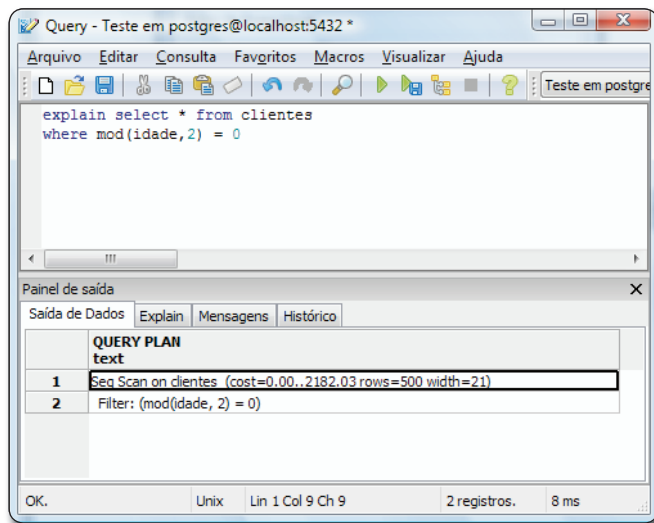 Query - Teste em postgres@localhost:5432 *
Arquivo Editar Consulta Favoritos Macros Visualizar Ajuda
Teste em postgre
explain select * from clientes
where mod(idade,2) = 0
Painel de saída
Saída de Dados Explain Mensagens Histórico
QUERY PLAN
text
1 Seq Scan on clientes (cost=0.00..2182.03 rows=500 width=21)
2 Filter: (mod(idade, 2) = 0)
OK. Unix Lin 1 Col 9 Ch 9 2 registros. 8 ms